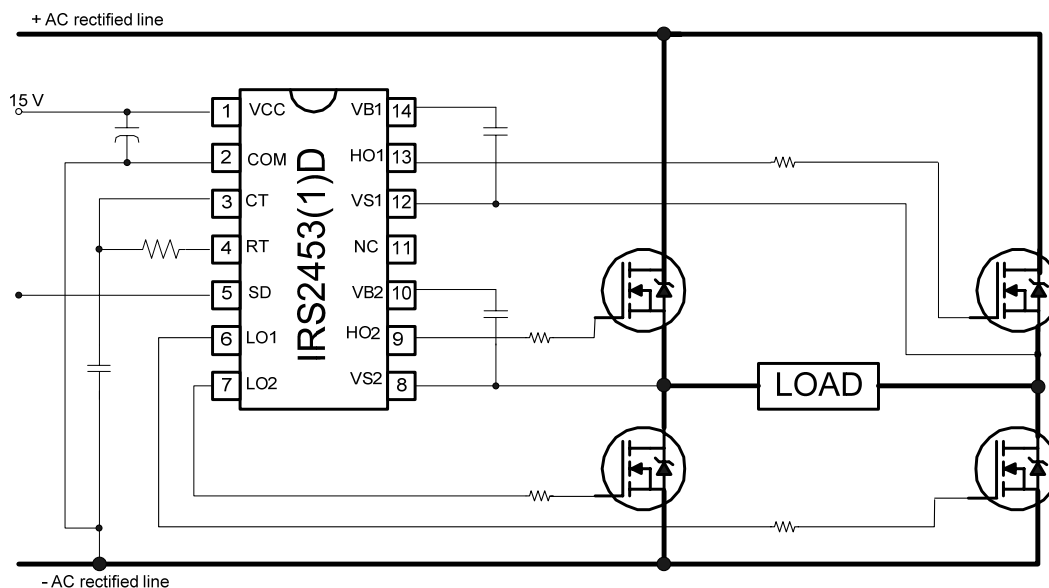 + AC rectified line
15 V
1 VCC VB1 14
2 COM HO1 13
3 CT VS1 12
4 RT NC 11
5 SD VB2 10
6 LO1 HO2 9
7 LO2 VS2 8
IRS2453(1)D
LOAD
- AC rectified line